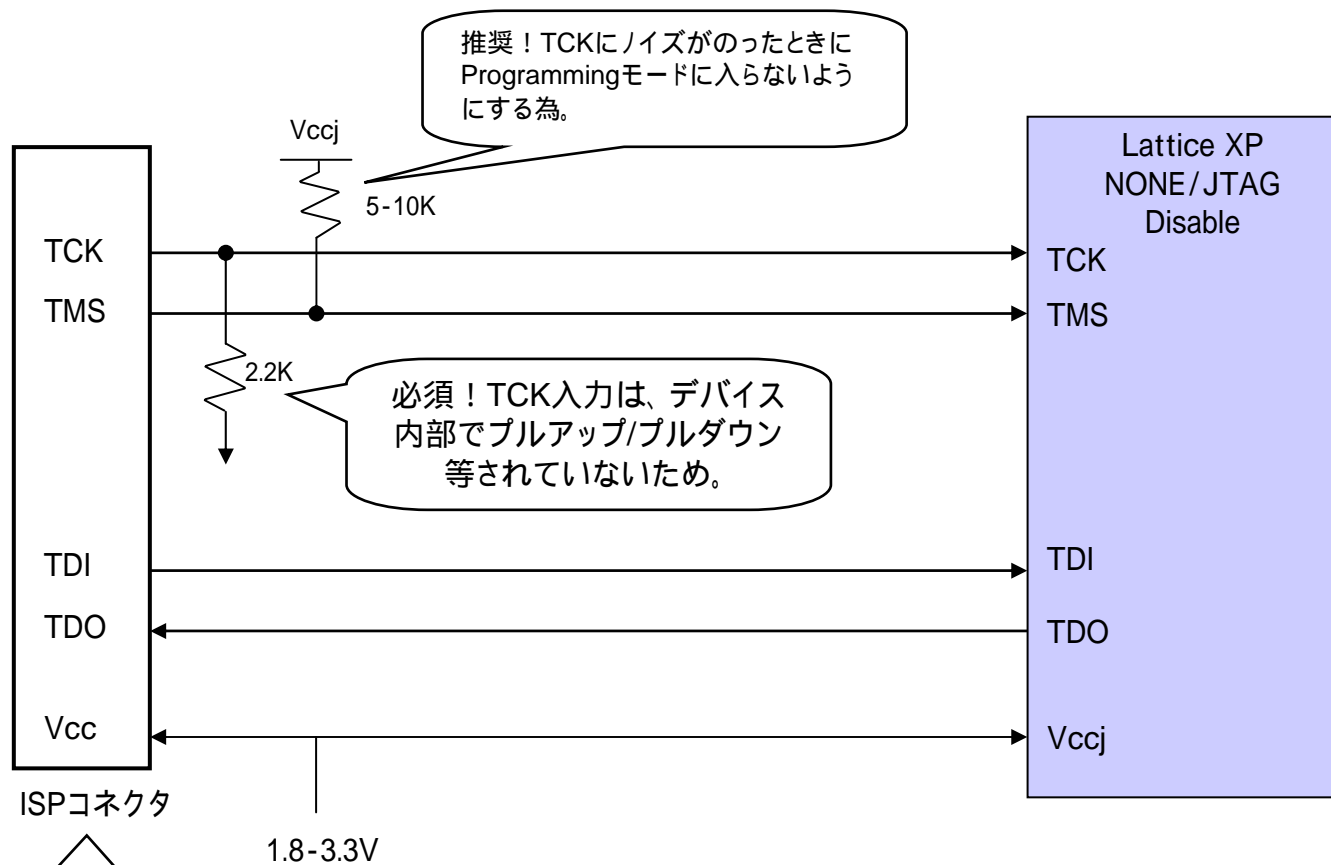 推奨！TCKにノイズがのったときに
Programmingモードに入らないよう
にする為。
Vccj
5-10K
Lattice XP
NONE/JTAG
Disable
TCK
TCK
TMS
TMS
2.2K
必須！TCK入力は、デバイス
内部でプルアップ/プルダウン
等されていないため。
TDI
TDI
TDO
TDO
Vcc
Vccj
ISPコネクタ
1.8-3.3V